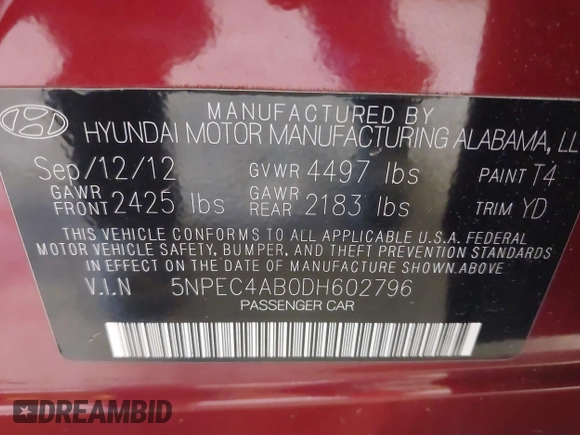 MANUFACTURED BY
HYUNDAI MOTOR MANUFACTURING ALABAMA, LL
Sep/12/12 GVWR 4497 lbs PAINT T4
GAWR FRONT 2425 lbs GAWR REAR 2183 lbs TRIM YD
THIS VEHICLE CONFORMS TO ALL APPLICABLE U.S.A. FEDERAL
MOTOR VEHICLE SAFETY, BUMPER, AND THEFT PREVENTION
STANDARDS IN EFFECT ON THE DATE OF MANUFACTURE SHOWN ABOVE
V.I.N 5NPEC4AB0DH602796
PASSENGER CAR
DREAMBID